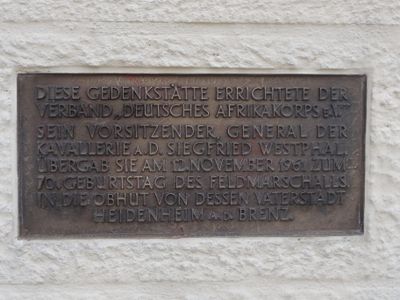 DIESE GEDENKSTÄTTE ERRICHTETE DER
VERBAND „DEUTSCHES AFRIKAKORPS e.V."
SEIN VORSITZENDER, GENERAL DER
KAVALLERIE a.D. SIEGFRIED WESTPHAL,
ÜBERGAB SIE AM 12. NOVEMBER 1961 ZUM
70. GEBURTSTAG DES FELDMARSCHALLS
IN DIE OBHUT VON DESSEN VATERSTADT
HEIDENHEIM A. D. BRENZ.